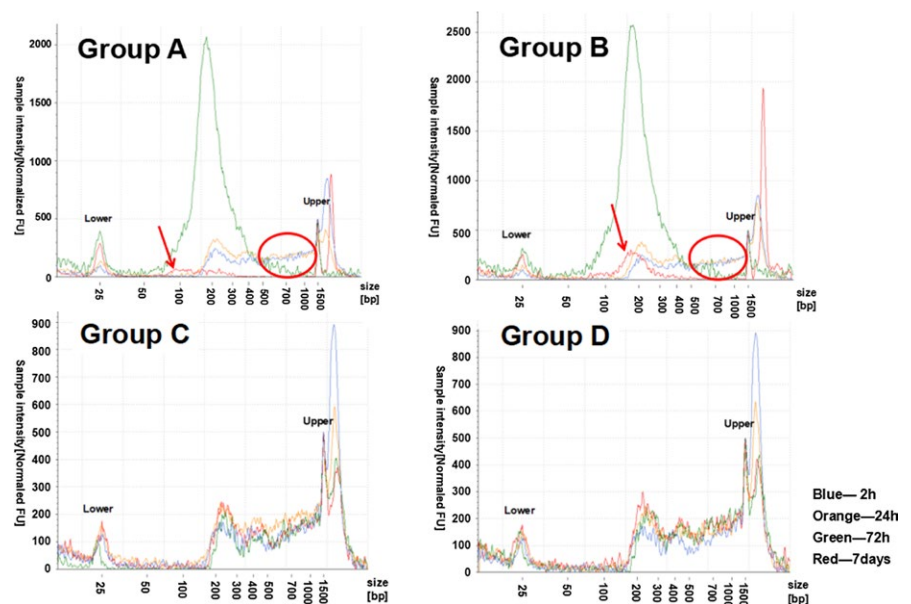 Group A
Sample intensity[Normalized FU]
2000
1500
1000
500
0
Lower
Upper
25 50 100 200 300 400 500 700 1000 1500
size
[bp]
Group B
Sample intensity[Normaled FU]
2500
2000
1500
1000
500
0
Lower
Upper
25 50 100 200 300 400 500 700 1000 1500
size
[bp]
Group C
Sample intensity[Normaled FU]
900
800
700
600
500
400
300
200
100
0
Lower
Upper
25 50 100 200 300 400 500 7 1000 1500
size
[bp]
Group D
Sample intensity[Normaled FU]
900
800
700
600
500
400
300
200
100
0
Lower
Upper
25 50 100 200 300 400 500 700 1000 1500
size
[bp]
Blue— 2h
Orange—24h
Green—72h
Red—7days